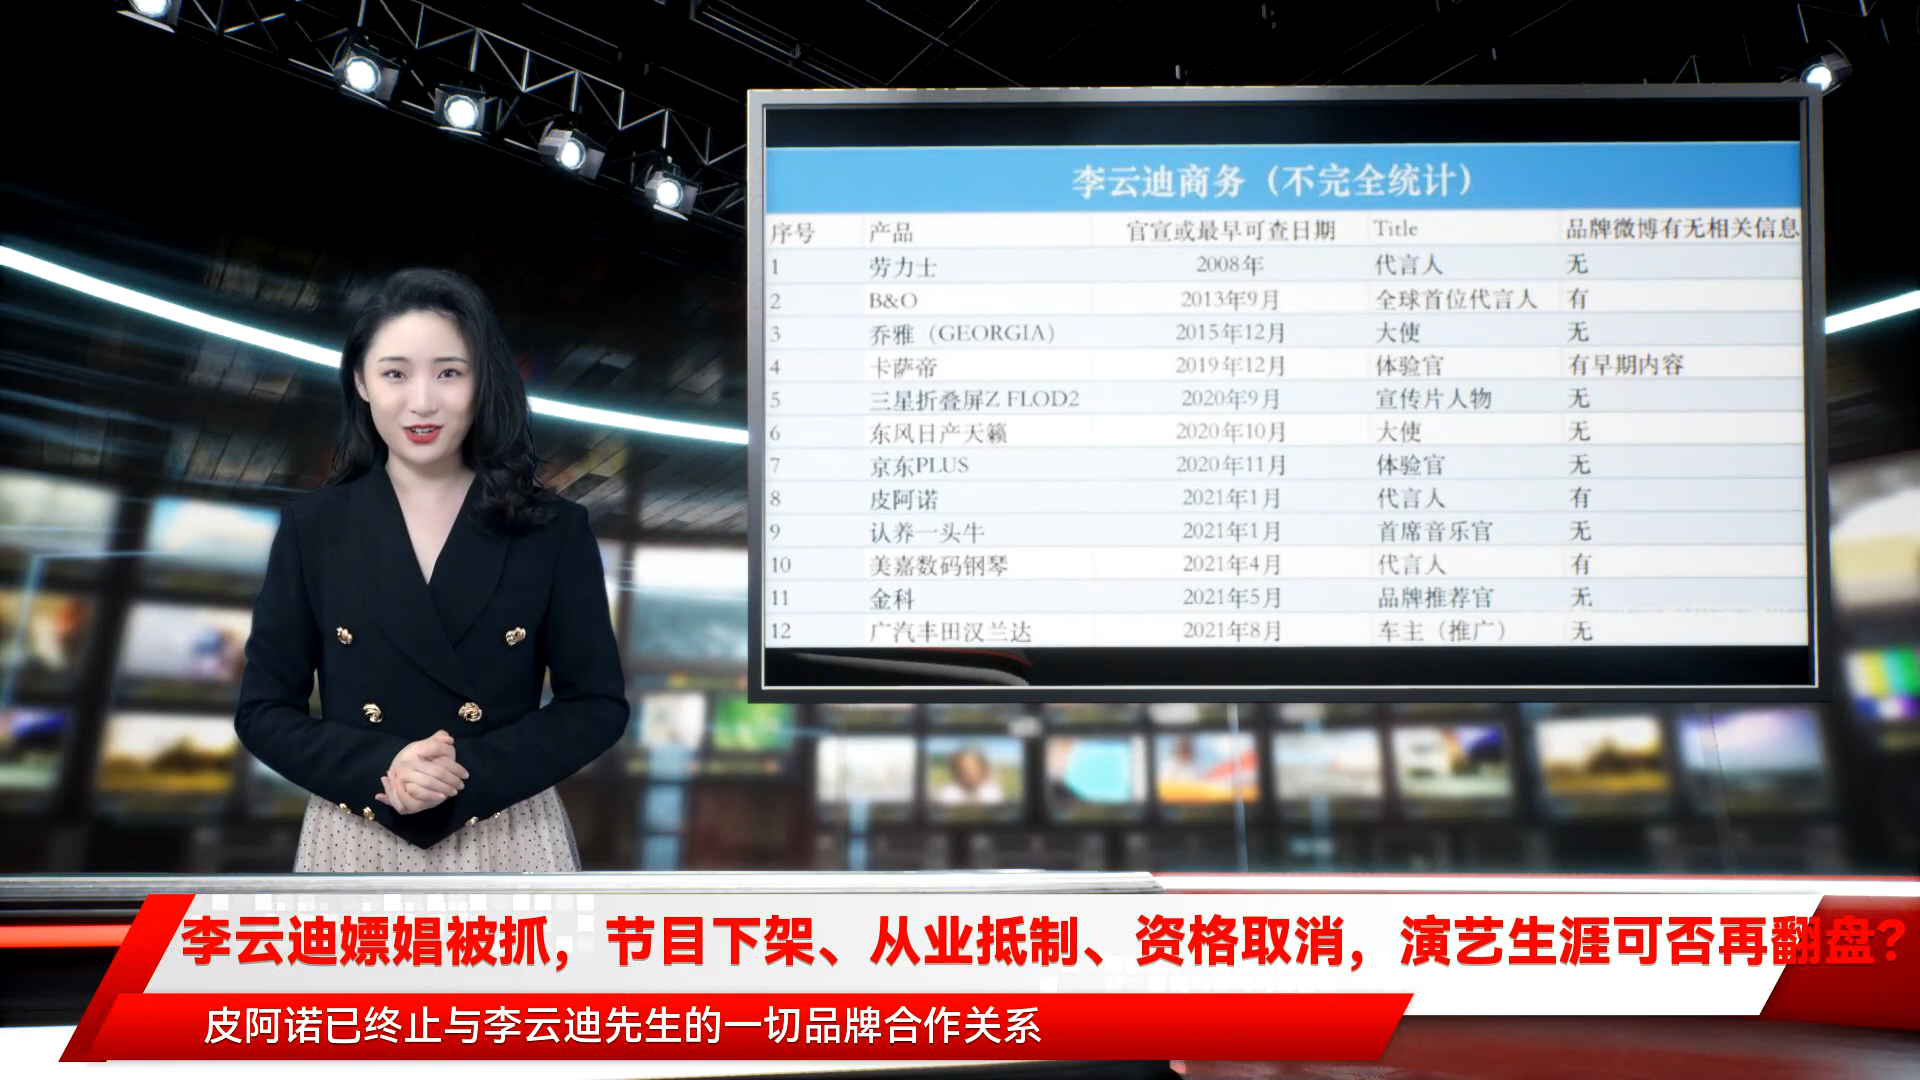 李云迪商务（不完全统计）
序号 产品 官宣或最早可查日期 Title 品牌微博有无相关信息
1 劳力士 2008年 代言人 无
2 B&O 2013年9月 全球首位代言人 有
3 乔雅（GEORGIA） 2015年12月 大使 无
4 卡萨帝 2019年12月 体验官 有早期内容
5 三星折叠屏Z FLOD2 2020年9月 宣传片人物 无
6 东风日产天籁 2020年10月 大使 无
7 京东PLUS 2020年11月 体验官 无
8 皮阿诺 2021年1月 代言人 有
9 认养一头牛 2021年1月 首席音乐官 无
10 美嘉数码钢琴 2021年4月 代言人 有
11 金科 2021年5月 品牌推荐官 无
12 广汽丰田汉兰达 2021年8月 车主（推广） 无
李云迪嫖娼被抓，节目下架、从业抵制、资格取消，演艺生涯可否再翻盘？
皮阿诺已终止与李云迪先生的一切品牌合作关系